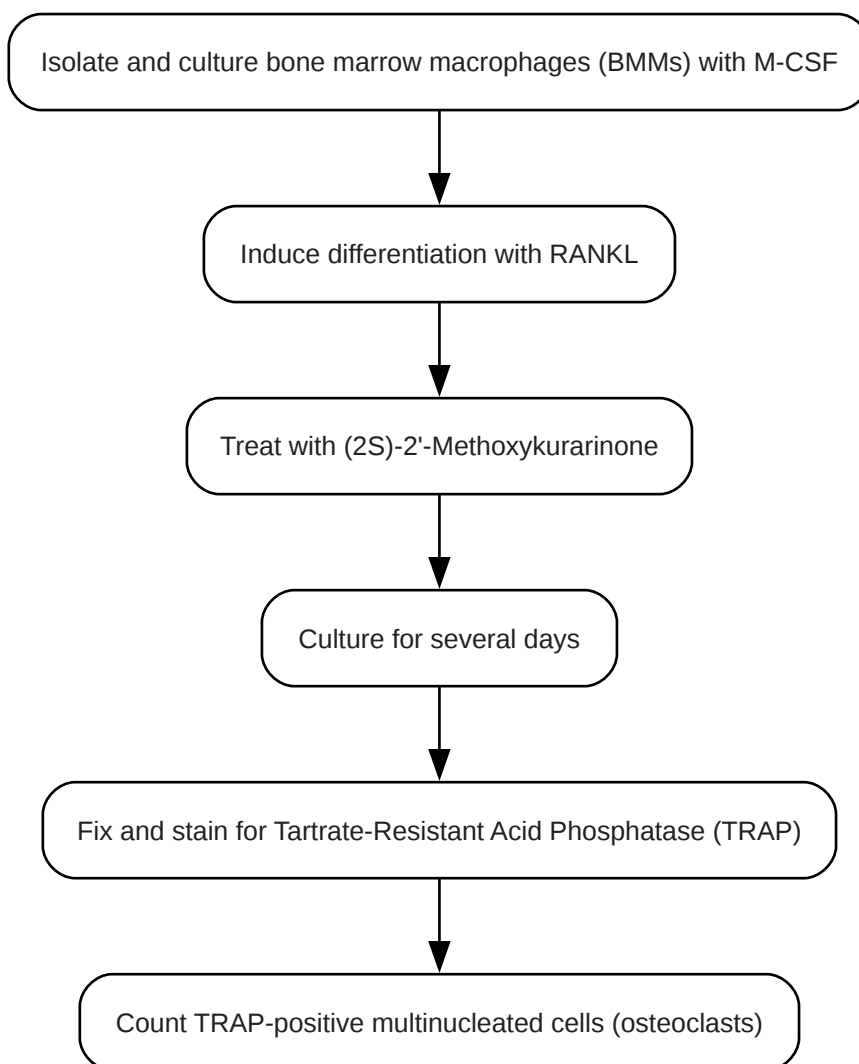 Isolate and culture bone marrow macrophages (BMMs) with M-CSF
Induce differentiation with RANKL
Treat with (2S)-2'-Methoxykurarinone
Culture for several days
Fix and stain for Tartrate-Resistant Acid Phosphatase (TRAP)
Count TRAP-positive multinucleated cells (osteoclasts)